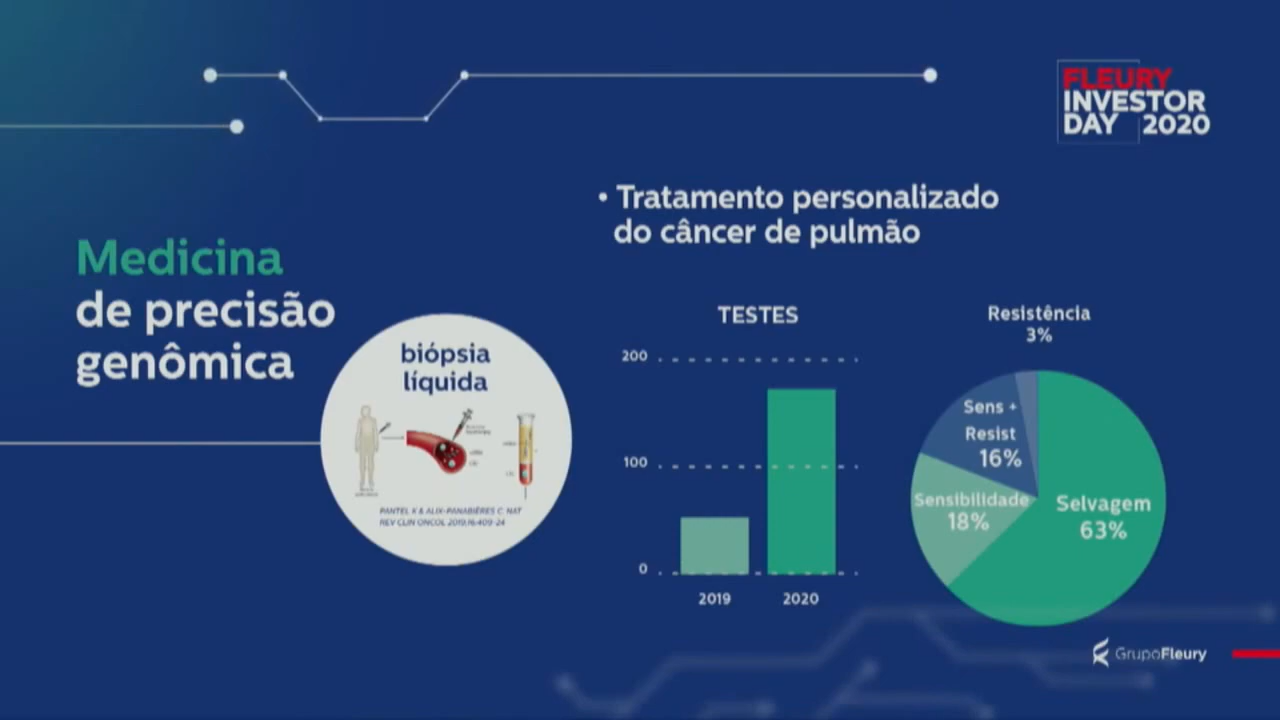 FLEURY
INVESTOR
DAY 2020
• Tratamento personalizado
do câncer de pulmão
Medicina
de precisão
genômica
biópsia
líquida
PANTEL K & ALIX-PANABIÈRES C. NAT
REV CLIN ONCOL 2019;16:409-24
TESTES
200
100
0
2019
2020
Resistência
3%
Sens +
Resist
16%
Sensibilidade
18%
Selvagem
63%
GrupoFleury